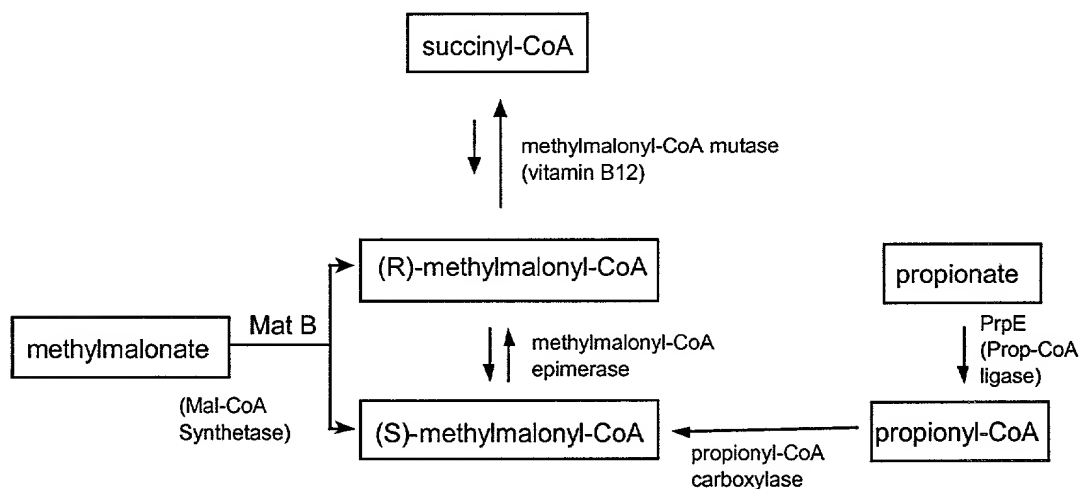 succinyl-CoA
methylmalonyl-CoA mutase
(vitamin B12)
(R)-methylmalonyl-CoA
propionate
Mat B
methylmalonate
methylmalonyl-CoA
epimerase
PrpE
(Prop-CoA
ligase)
(Mal-CoA
Synthetase)
(S)-methylmalonyl-CoA
propionyl-CoA
propionyl-CoA
carboxylase